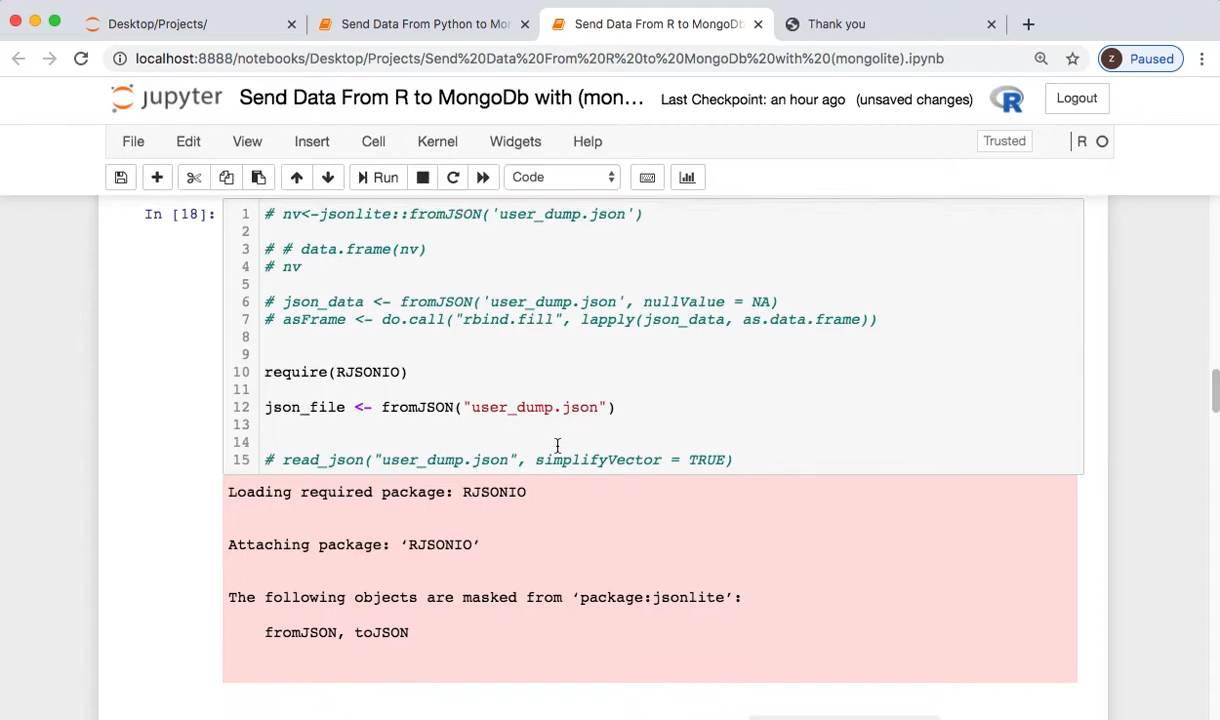 Desktop/Projects/
Send Data From Python to Mon
Send Data From R to MongoDb
Thank you
localhost:8888/notebooks/Desktop/Projects/Send%20Data%20From%20R%20to%20MongoDb%20with%20(mongolite).ipynb
Z Paused
jupyter Send Data From R to MongoDb with (mon... Last Checkpoint: an hour ago (unsaved changes) R Logout
File Edit View Insert Cell Kernel Widgets Help Trusted R
Run Code
In [18]:
1 # nv<-jsonlite::fromJSON('user_dump.json')
2
3 # # data.frame(nv)
4 # nv
5
6 # json_data <- fromJSON('user_dump.json', nullValue = NA)
7 # asFrame <- do.call("rbind.fill", lapply(json_data, as.data.frame))
8
9
10 require(RJSONIO)
11
12 json_file <- fromJSON("user_dump.json")
13
14
15 # read_json("user_dump.json", simplifyVector = TRUE)
Loading required package: RJSONIO
Attaching package: ‘RJSONIO’
The following objects are masked from ‘package:jsonlite’:
fromJSON, toJSON